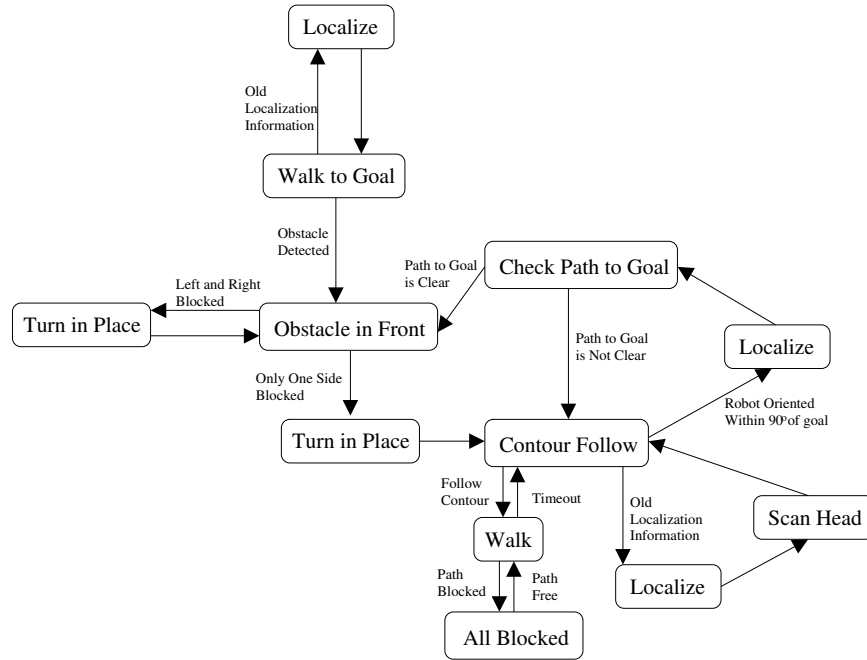 Localize
Old
Localization
Information
Walk to Goal
Obstacle
Detected
Path to Goal
is Clear
Check Path to Goal
Left and Right
Blocked
Turn in Place
Obstacle in Front
Path to Goal
is Not Clear
Localize
Only One Side
Blocked
Robot Oriented
Within 90°of goal
Turn in Place
Contour Follow
Follow
Contour
Timeout
Old
Localization
Information
Scan Head
Walk
Path
Blocked
Path
Free
Localize
All Blocked